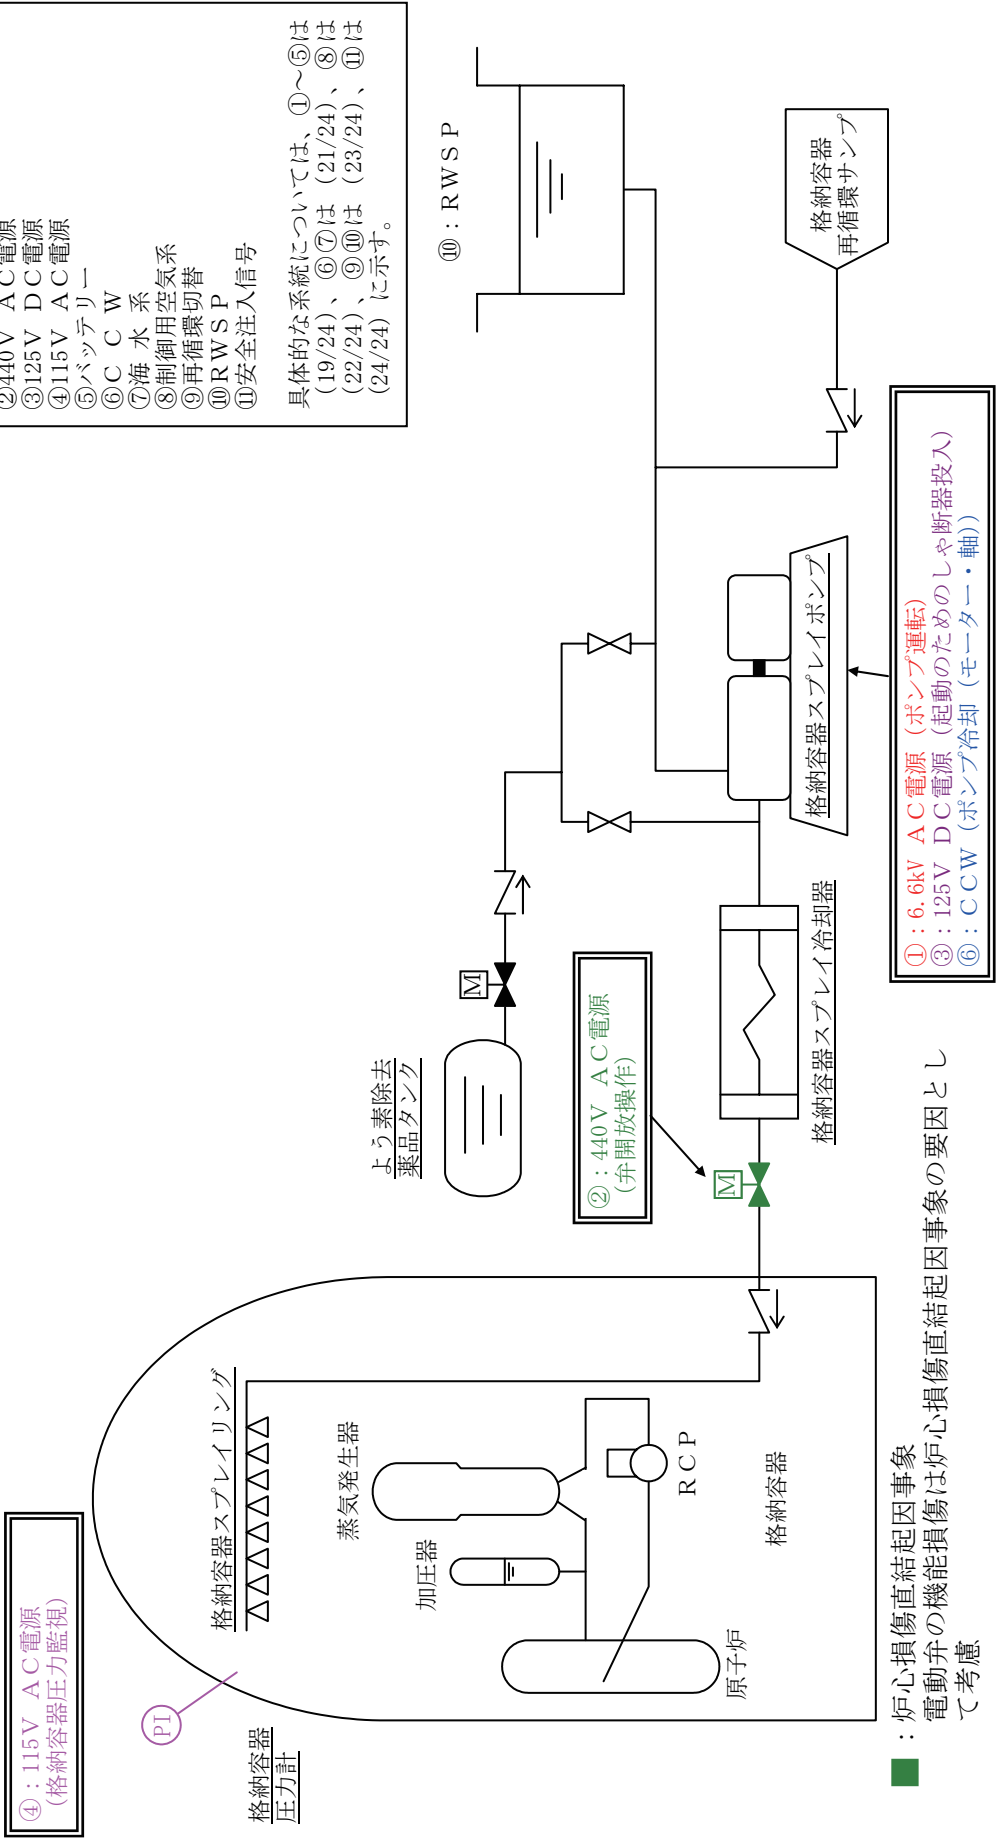 ②440V AC電源
③125V DC電源
④115V AC電源
⑤バッテリー
⑥C C W
⑦海 水 系
⑧制御用空気系
⑨再循環切替
⑩RWSP
⑪安全注入信号
具体的な系統については、①～⑤は
(19/24)、⑥⑦は (21/24)、⑧は
(22/24)、⑨⑩は (23/24)、⑪は
(24/24) に示す。
④：115V AC電源
(格納容器圧力監視)
PI
格納容器
圧力計
格納容器スプレイリング
蒸気発生器
加圧器
原子炉
RCP
格納容器
よう素除去
薬品タンク
M
②：440V AC電源
(弁開放操作)
M
格納容器スプレイ冷却器
格納容器スプレイポンプ
⑩：RWSP
格納容器
再循環サンプ
①：6.6kV AC電源 (ポンプ運転)
③：125V DC電源 (起動のためのしゃ断器投入)
⑥：CCW (ポンプ冷却 (モーター・軸))
■：炉心損傷直結起因事象
電動弁の機能損傷は炉心損傷直結起因事象の要因とし
て考慮